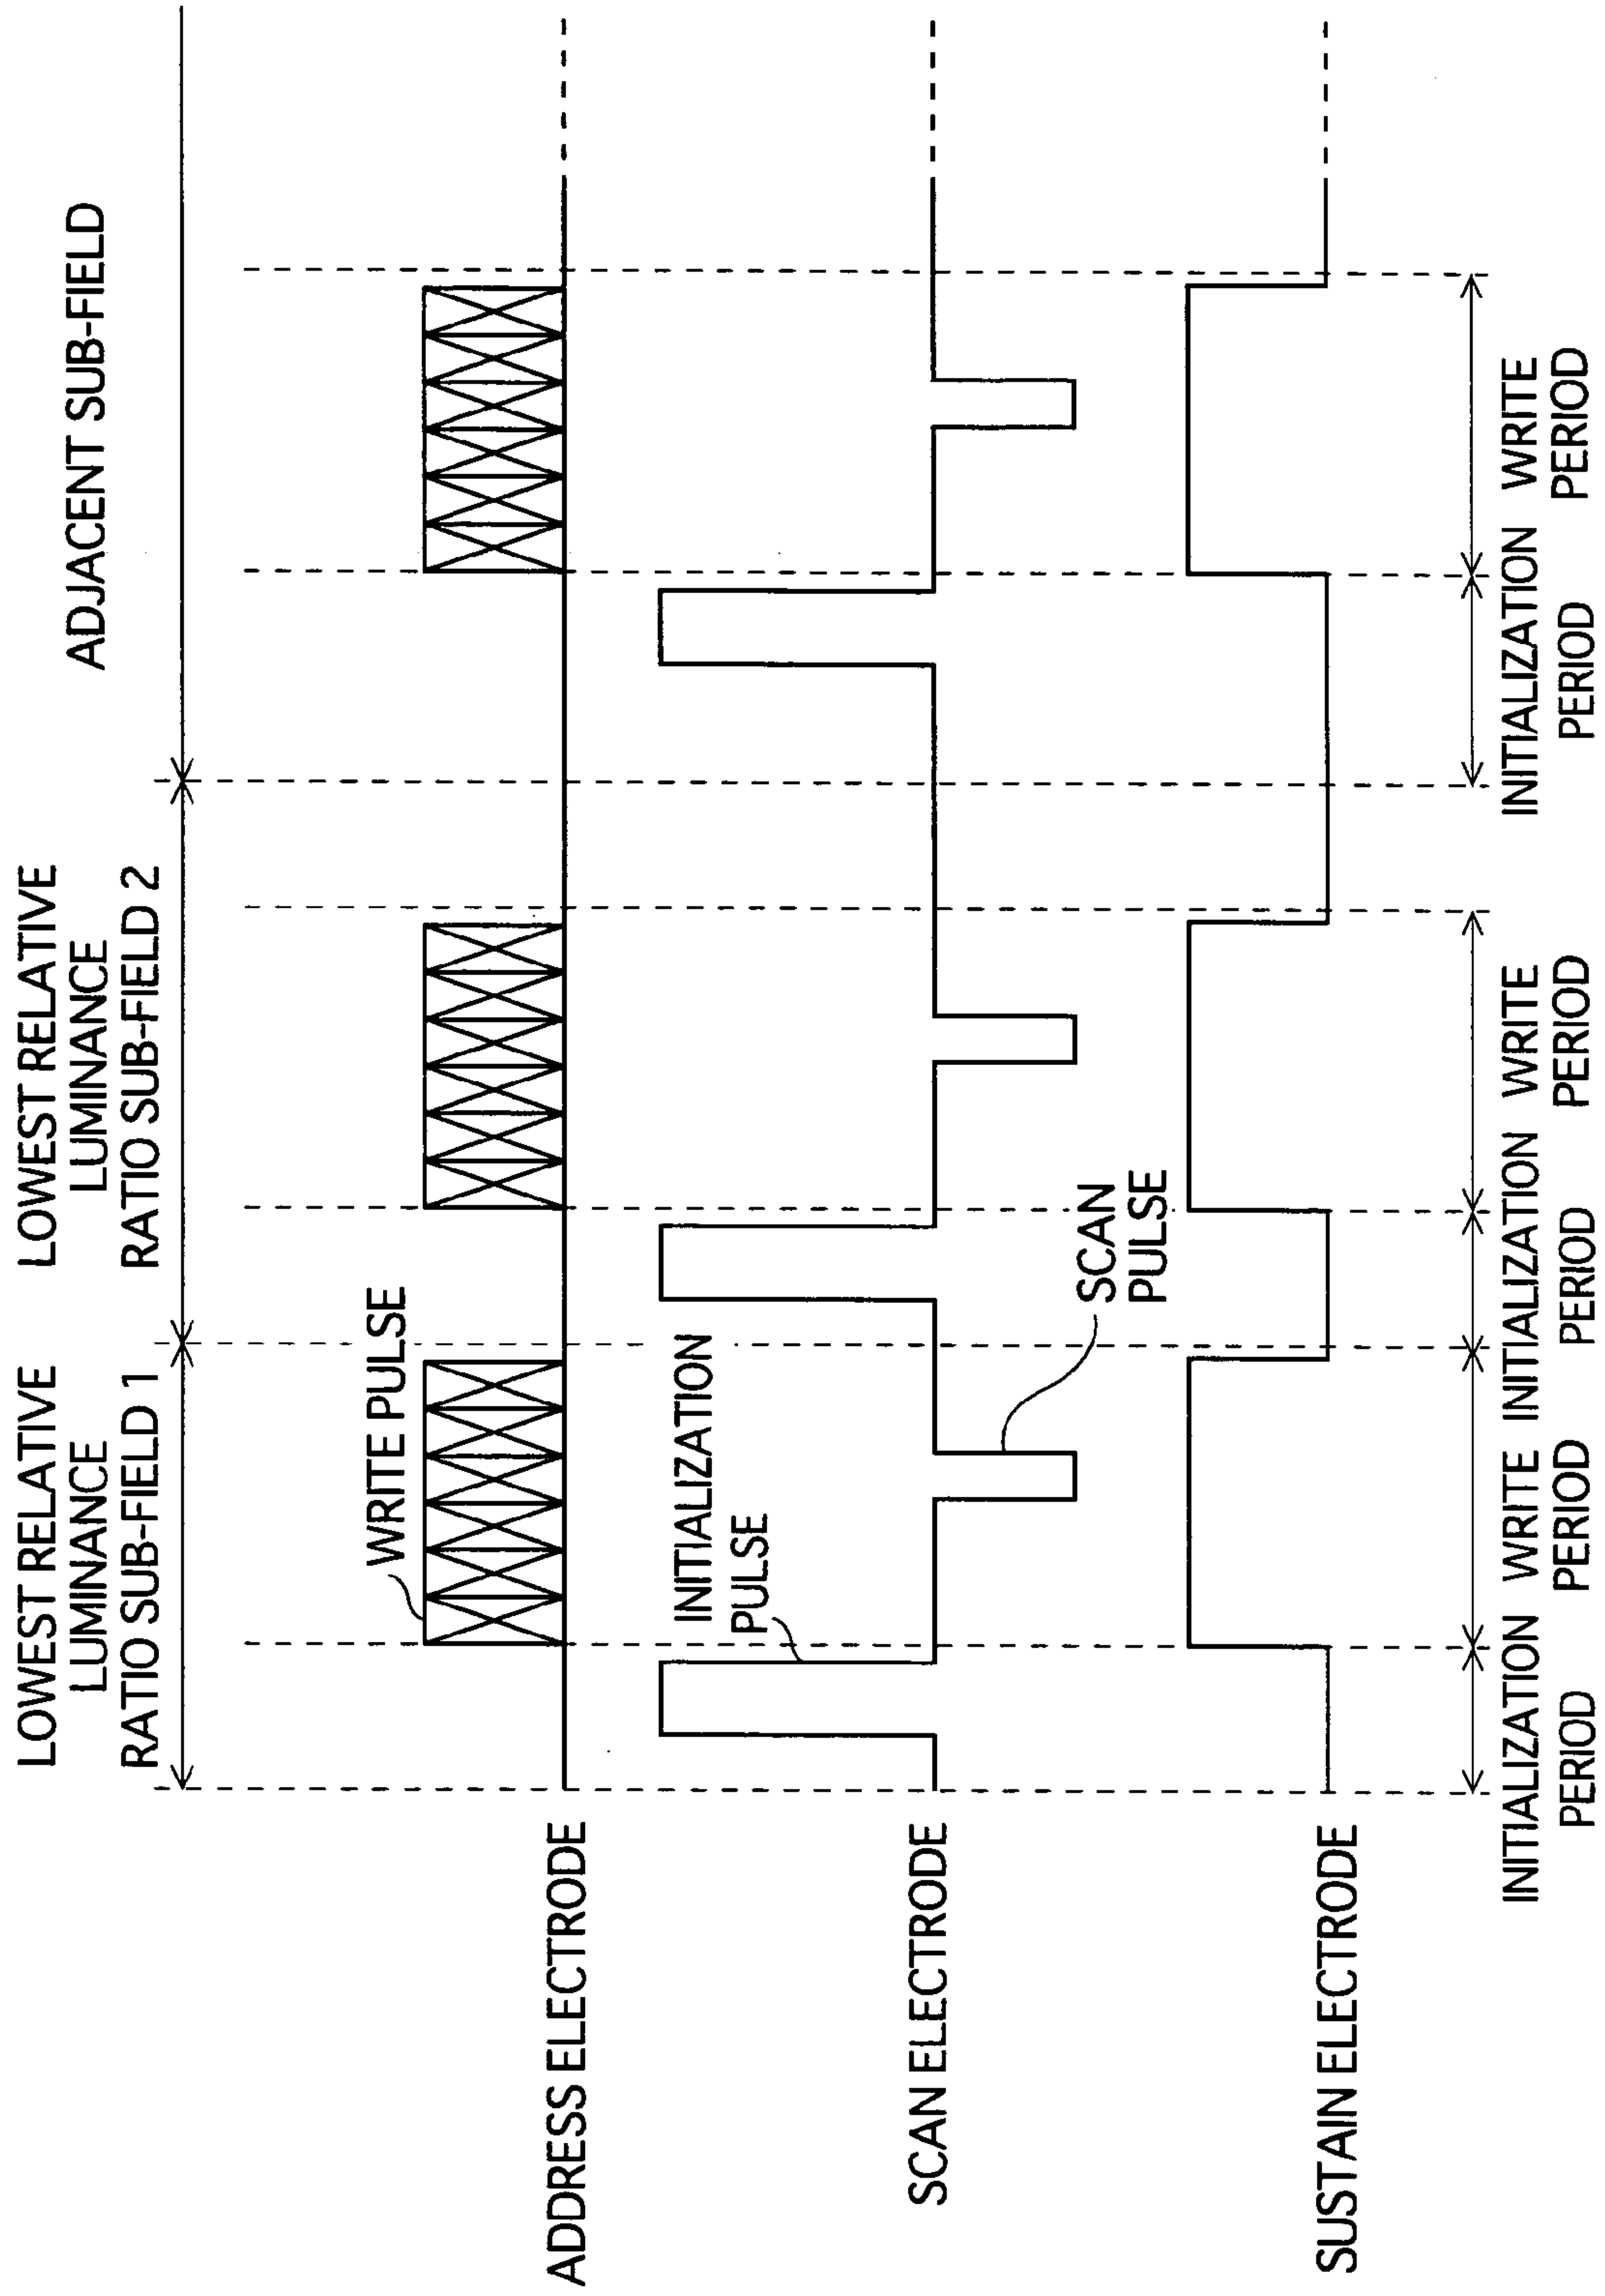 LOWEST RELATIVE
LUMINANCE
RATIO SUB-FIELD 1
LOWEST RELATIVE
LUMINANCE
RATIO SUB-FIELD 2
ADJACENT SUB-FIELD
WRITE PULSE
ADDRESS ELECTRODE
INITIALIZATION
PULSE
SCAN ELECTRODE
SCAN
PULSE
SUSTAIN ELECTRODE
INITIALIZATION
PERIOD
WRITE
PERIOD
INITIALIZATION
PERIOD
WRITE
PERIOD
INITIALIZATION
PERIOD
WRITE
PERIOD